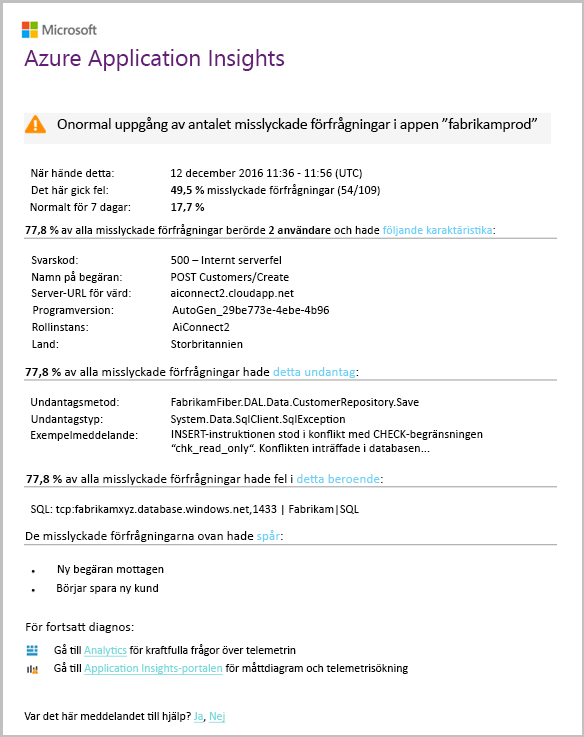 Microsoft
Azure Application Insights
Onormal uppgång av antalet misslyckade förfrågningar i appen ”fabrikamprod”
När hände detta: 12 december 2016 11:36 - 11:56 (UTC)
Det här gick fel: 49,5 % misslyckade förfrågningar (54/109)
Normalt för 7 dagar: 17,7 %
77,8 % av alla misslyckade förfrågningar berörde 2 användare och hade följande karaktäristika:
Svarskod: 500 – Internt serverfel
Namn på begäran: POST Customers/Create
Server-URL för värd: aiconnect2.cloudapp.net
Programversion: AutoGen_29be773e-4ebe-4b96
Rollinstans: AiConnect2
Land: Storbritannien
77,8 % av alla misslyckade förfrågningar hade detta undantag:
Undantagsmetod: FabrikamFiber.DAL.Data.CustomerRepository.Save
Undantagstyp: System.Data.SqlClient.SqlException
Exempelmeddelande: INSERT-instruktionen stod i konflikt med CHECK-begränsningen
“chk_read_only”. Konflikten inträffade i databasen...
77,8 % av alla misslyckade förfrågningar hade fel i detta beroende:
SQL: tcp:fabrikamxyz.database.windows.net,1433 | Fabrikam|SQL
De misslyckade förfrågningarna ovan hade spår:
• Ny begäran mottagen
• Börjar spara ny kund
För fortsatt diagnos:
Gå till Analytics för kraftfulla frågor över telemetrin
Gå till Application Insights-portalen för måttdiagram och telemetrisökning
Var det här meddelandet till hjälp? Ja, Nej